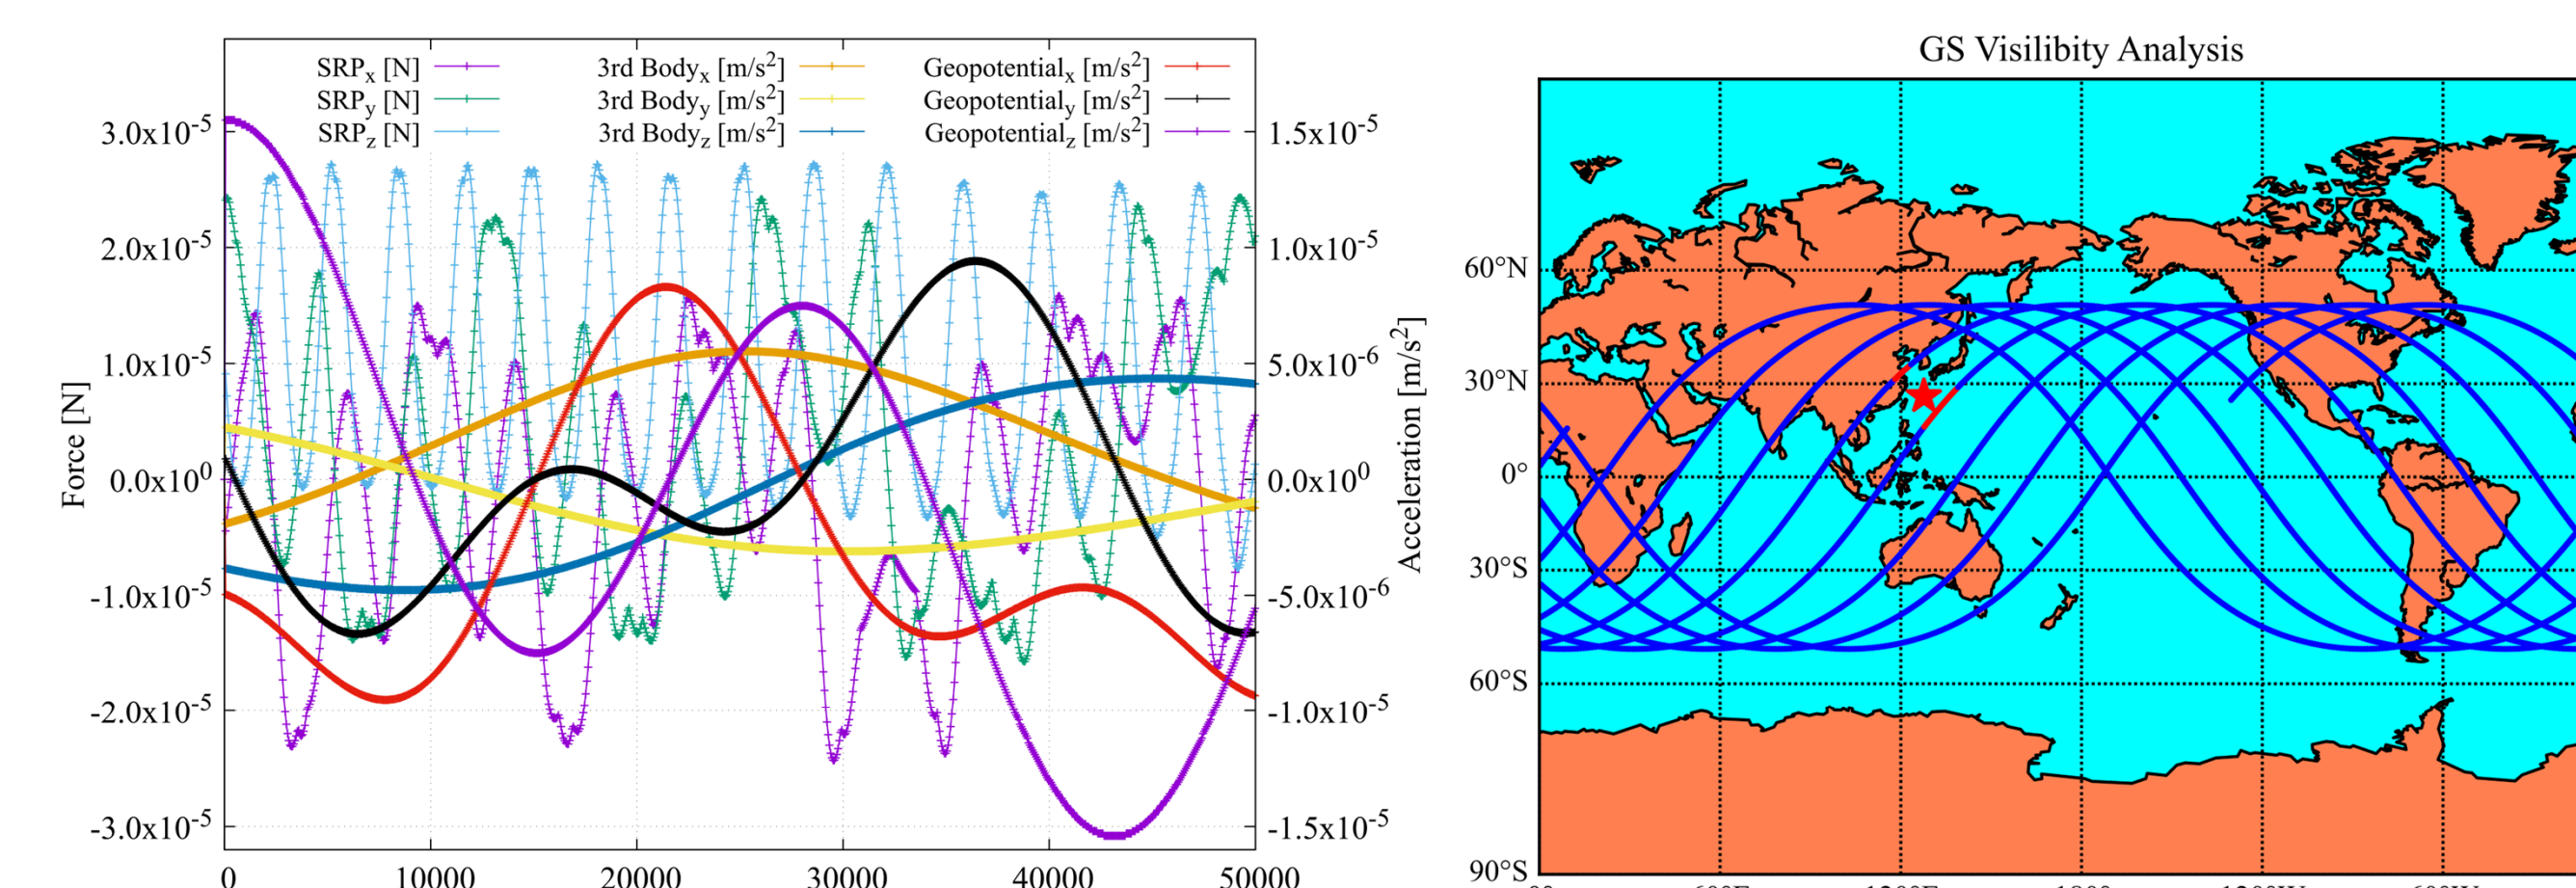 SRPx [N]
SRPy [N]
SRPz [N]
3rd Bodyx [m/s²]
3rd Bodyy [m/s²]
3rd Bodyz [m/s²]
Geopotentialx [m/s²]
Geopotentialy [m/s²]
Geopotentialz [m/s²]
Force [N]
3.0x10⁻⁵
2.0x10⁻⁵
1.0x10⁻⁵
0.0x10⁰
-1.0x10⁻⁵
-2.0x10⁻⁵
-3.0x10⁻⁵
0 10000 20000 30000 40000 50000
1.5x10⁻⁵
1.0x10⁻⁵
5.0x10⁻⁶
0.0x10⁰
-5.0x10⁻⁶
-1.0x10⁻⁵
-1.5x10⁻⁵
Acceleration [m/s²]
GS Visilibity Analysis
60°N
30°N
0°
30°S
60°S
90°S